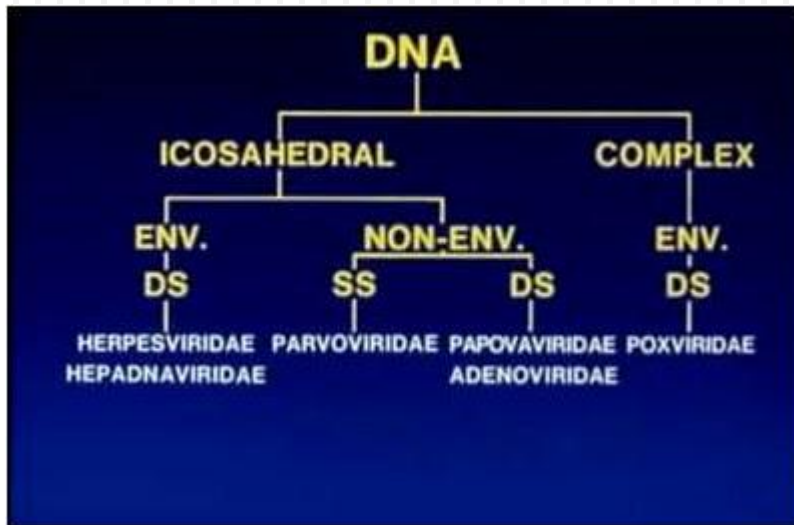 DNA
ICOSAHEDRAL COMPLEX
ENV. NON-ENV. ENV.
DS SS DS DS
HERPESVIRIDAE PARVOVIRIDAE PAPOVAVIRIDAE POXVIRIDAE
HEPADNAVIRIDAE ADENOVIRIDAE